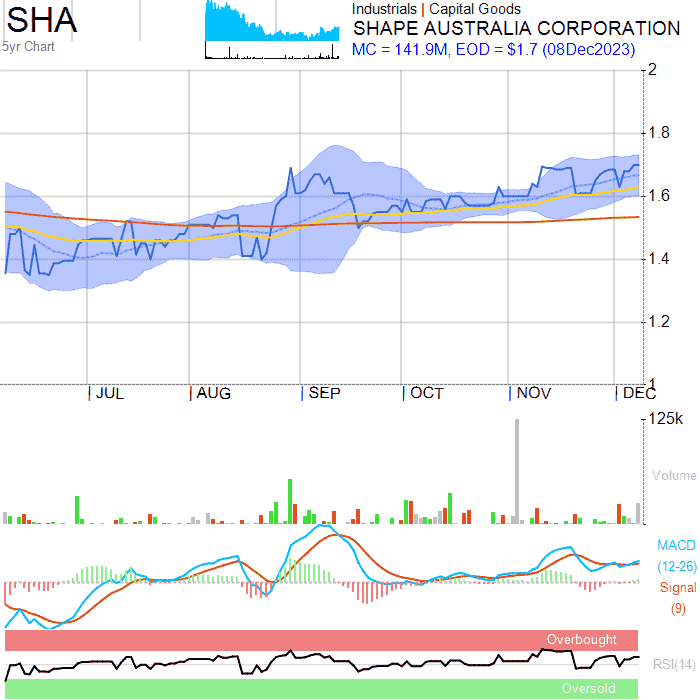 SHA
5yr Chart
Industrials | Capital Goods
SHAPE AUSTRALIA CORPORATION
MC = 141.9M, EOD = $1.7 (08Dec2023)
2
1.8
1.6
1.4
1.2
1
JUL AUG SEP OCT NOV DEC
125k
Volume
MACD
(12-26)
Signal
(9)
Overbought
RSI(14)
Oversold